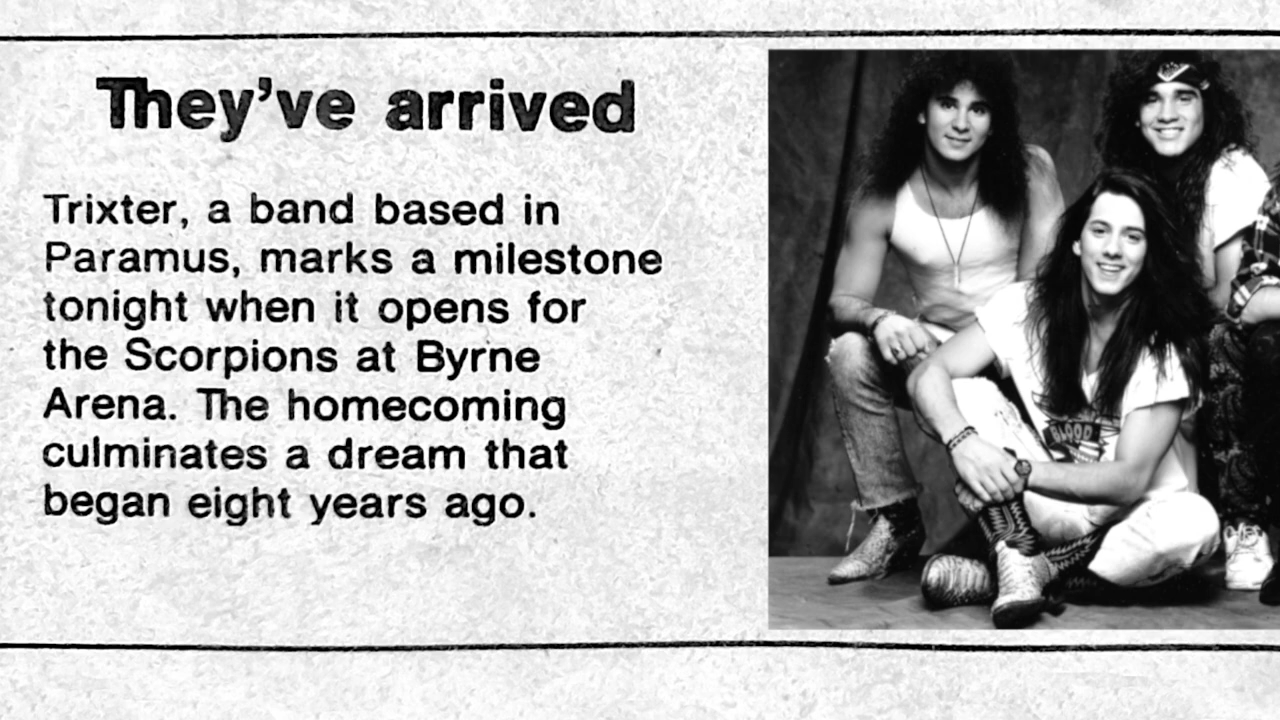 They've arrived
Trixter, a band based in
Paramus, marks a milestone
tonight when it opens for
the Scorpions at Byrne
Arena. The homecoming
culminates a dream that
began eight years ago.
BLOOD